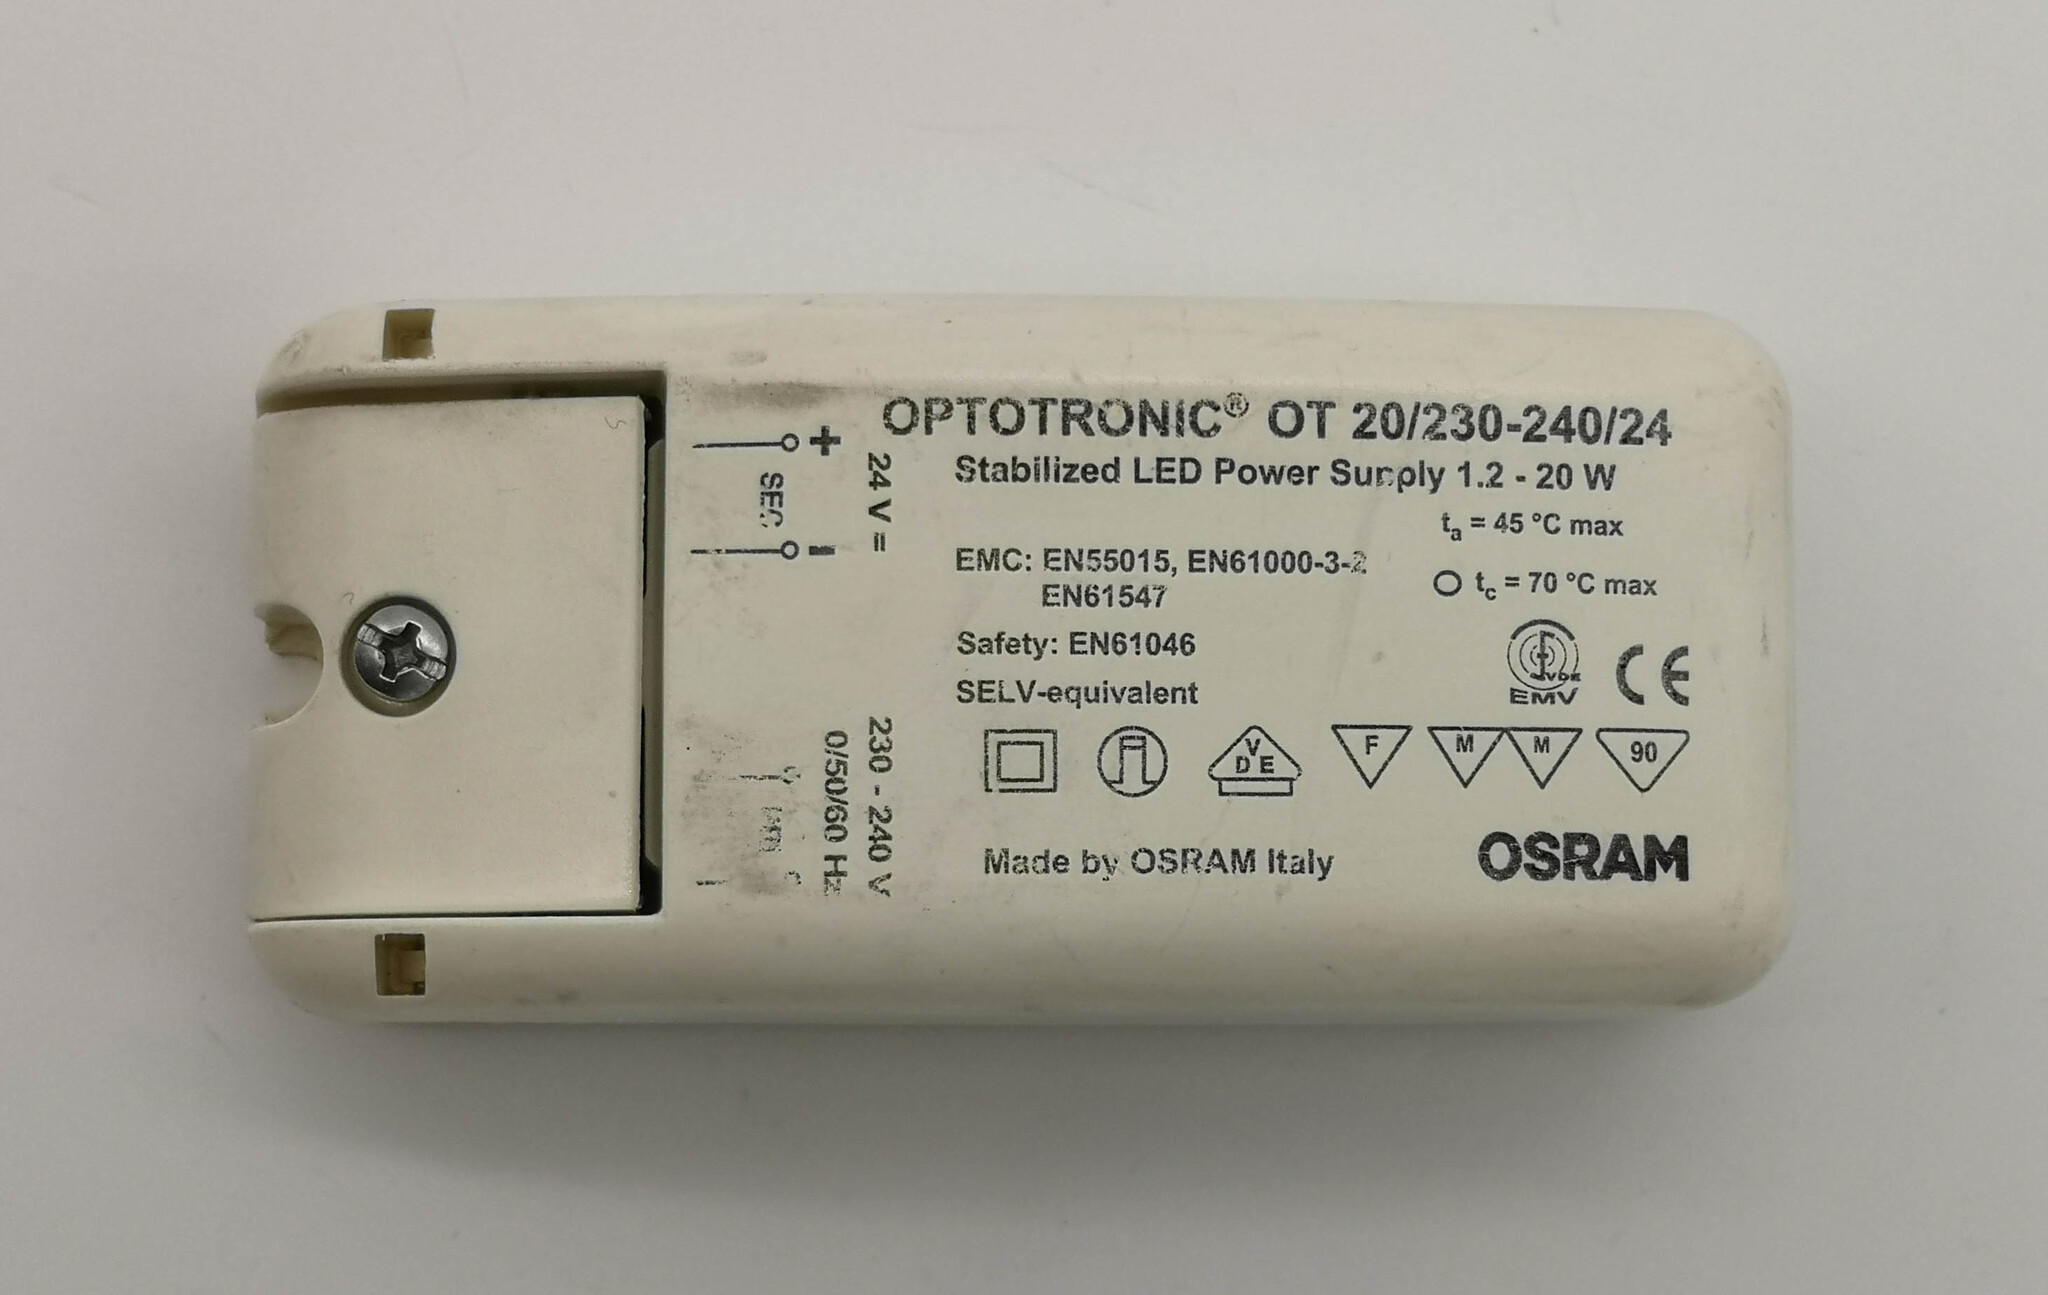 OPTOTRONIC® OT 20/230-240/24
Stabilized LED Power Supply 1.2 - 20 W
ta = 45 °C max
EMC: EN55015, EN61000-3-2
EN61547
tc = 70 °C max
Safety: EN61046
SELV-equivalent
VDE
EMV
CE
VDE
F
M M
90
Made by OSRAM Italy
OSRAM
+
24 V =
SEC
-
230 - 240 V
0/50/60 Hz